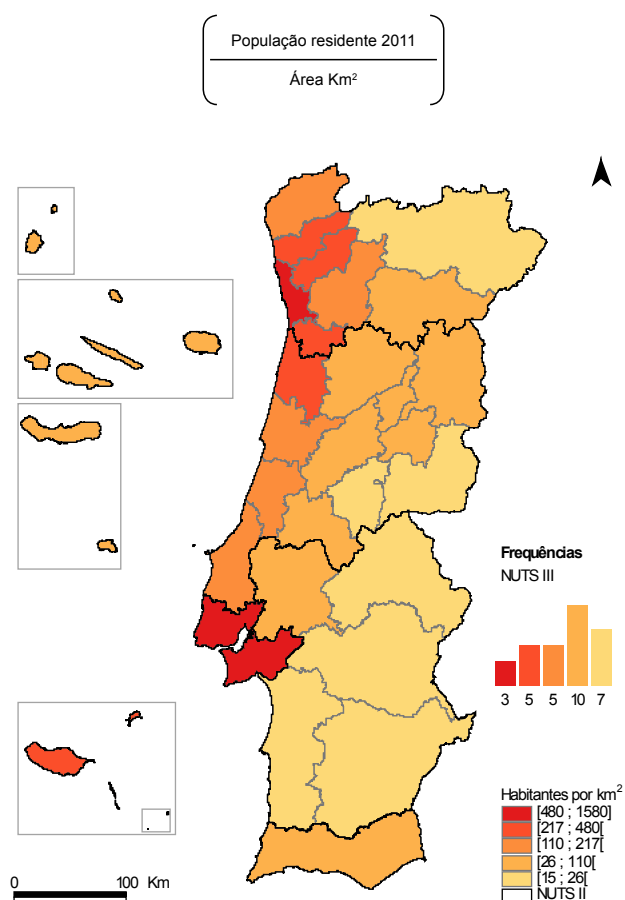 População residente 2011
Área Km²
Frequências
NUTS III
3 5 5 10 7
Habitantes por km²
[480 ; 1580]
[217 ; 480[
[110 ; 217[
[26 ; 110[
[15 ; 26[
NUTS II
0 100 Km